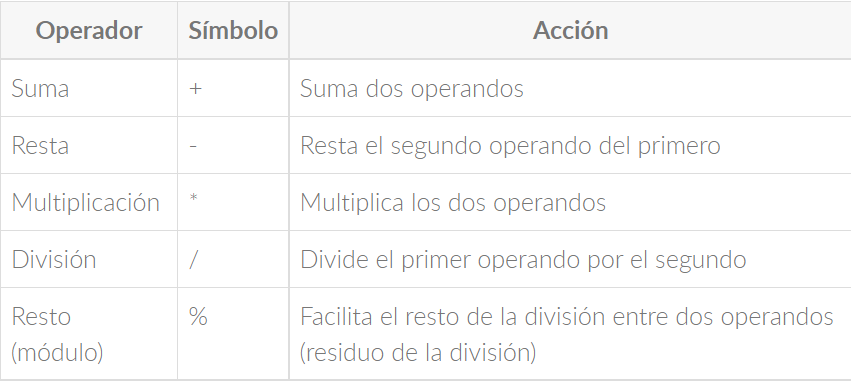 Operador Símbolo Acción
Suma + Suma dos operandos
Resta - Resta el segundo operando del primero
Multiplicación * Multiplica los dos operandos
División / Divide el primer operando por el segundo
Resto % Facilita el resto de la división entre dos operandos
(módulo) (residuo de la división)